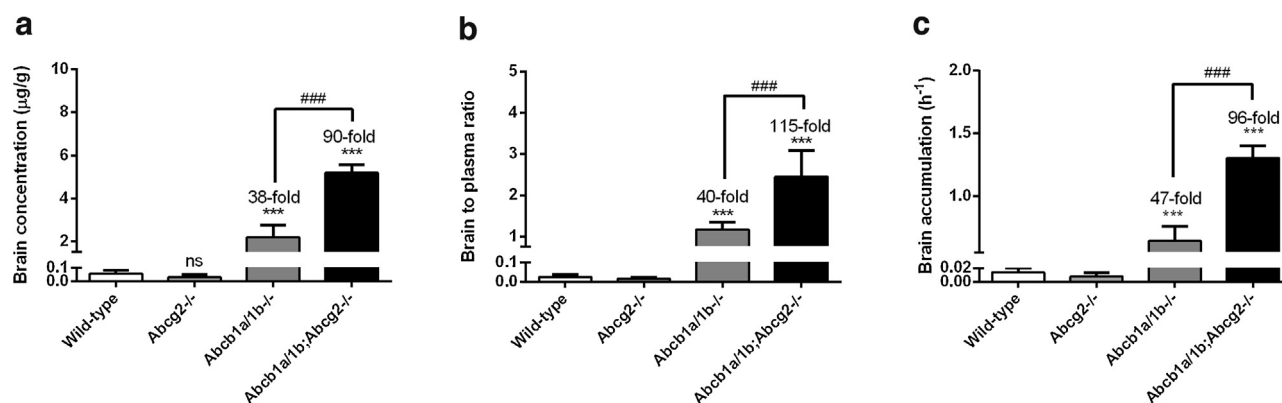 a
Brain concentration (µg/g)
10
8
6
4
2
0.1
0.0
ns
38-fold
***
###
90-fold
***
Wild-type
Abcg2-/-
Abcb1a/1b-/-
Abcb1a/1b;Abcg2-/-
b
Brain to plasma ratio
5
4
3
2
1
0.1
0.0
40-fold
***
###
115-fold
***
Wild-type
Abcg2-/-
Abcb1a/1b-/-
Abcb1a/1b;Abcg2-/-
c
Brain accumulation (h⁻¹)
2.0
1.5
1.0
0.02
0.00
47-fold
***
###
96-fold
***
Wild-type
Abcg2-/-
Abcb1a/1b-/-
Abcb1a/1b;Abcg2-/-